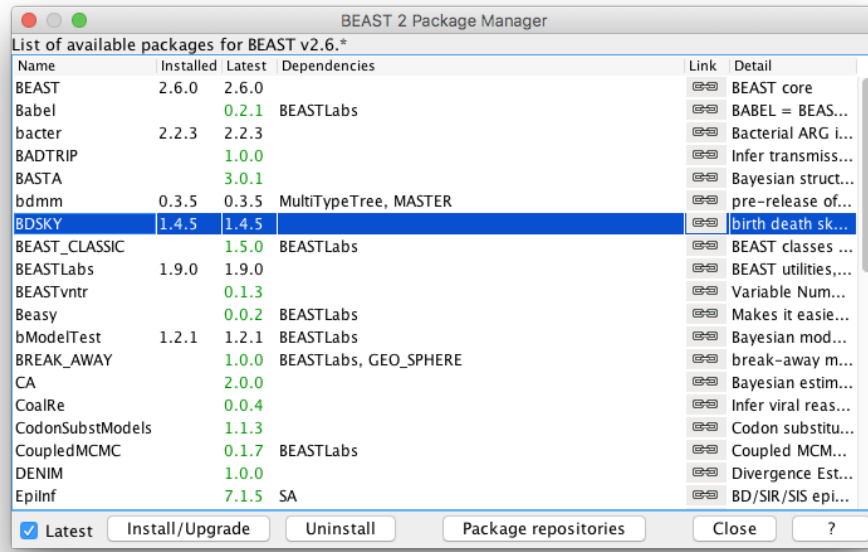 BEAST 2 Package Manager
List of available packages for BEAST v2.6.*
Name Installed Latest Dependencies Link Detail
BEAST 2.6.0 2.6.0 BEAST core
Babel 0.2.1 BEASTLabs BABEL = BEAS...
bacter 2.2.3 2.2.3 Bacterial ARG i...
BADTRIP 1.0.0 Infer transmiss...
BASTA 3.0.1 Bayesian struct...
bdmm 0.3.5 0.3.5 MultiTypeTree, MASTER pre-release of...
BDSKY 1.4.5 1.4.5 birth death sk...
BEAST_CLASSIC 1.5.0 BEASTLabs BEAST classes ...
BEASTLabs 1.9.0 1.9.0 BEAST utilities,...
BEASTvntr 0.1.3 Variable Num...
Beasy 0.0.2 BEASTLabs Makes it easie...
bModelTest 1.2.1 1.2.1 BEASTLabs Bayesian mod...
BREAK_AWAY 1.0.0 BEASTLabs, GEO_SPHERE break-away m...
CA 2.0.0 Bayesian estim...
CoalRe 0.0.4 Infer viral reas...
CodonSubstModels 1.1.3 Codon substitu...
CoupledMCMC 0.1.7 BEASTLabs Coupled MCM...
DENIM 1.0.0 Divergence Est...
EpiInf 7.1.5 SA BD/SIR/SIS epi...
Latest Install/Upgrade Uninstall Package repositories Close ?